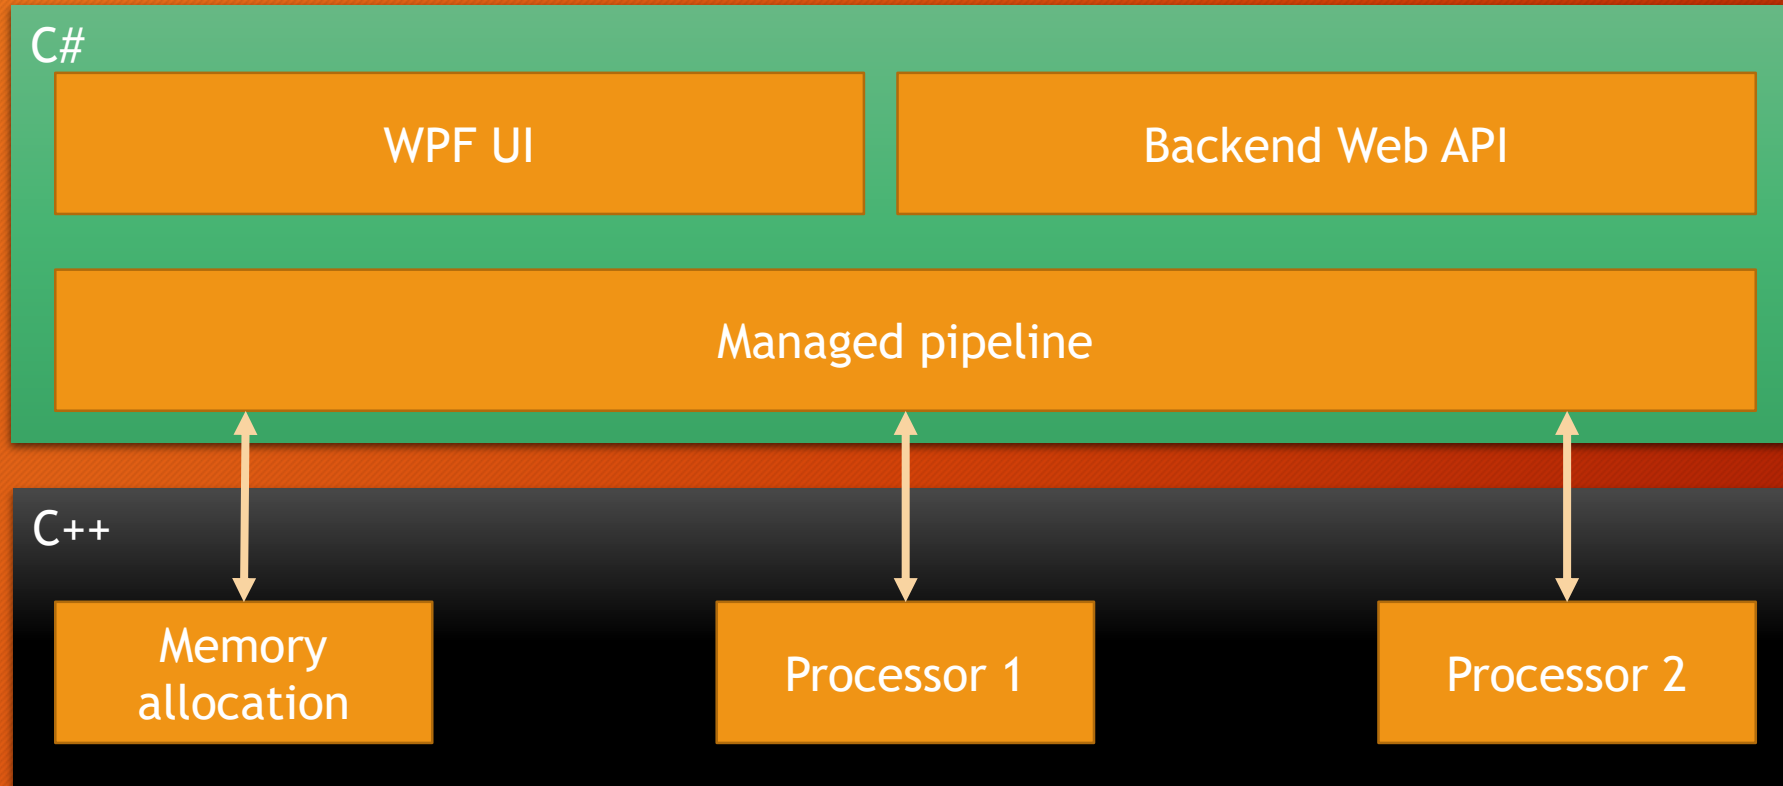 C#
WPF UI
Backend Web API
Managed pipeline
C++
Memory
allocation
Processor 1
Processor 2